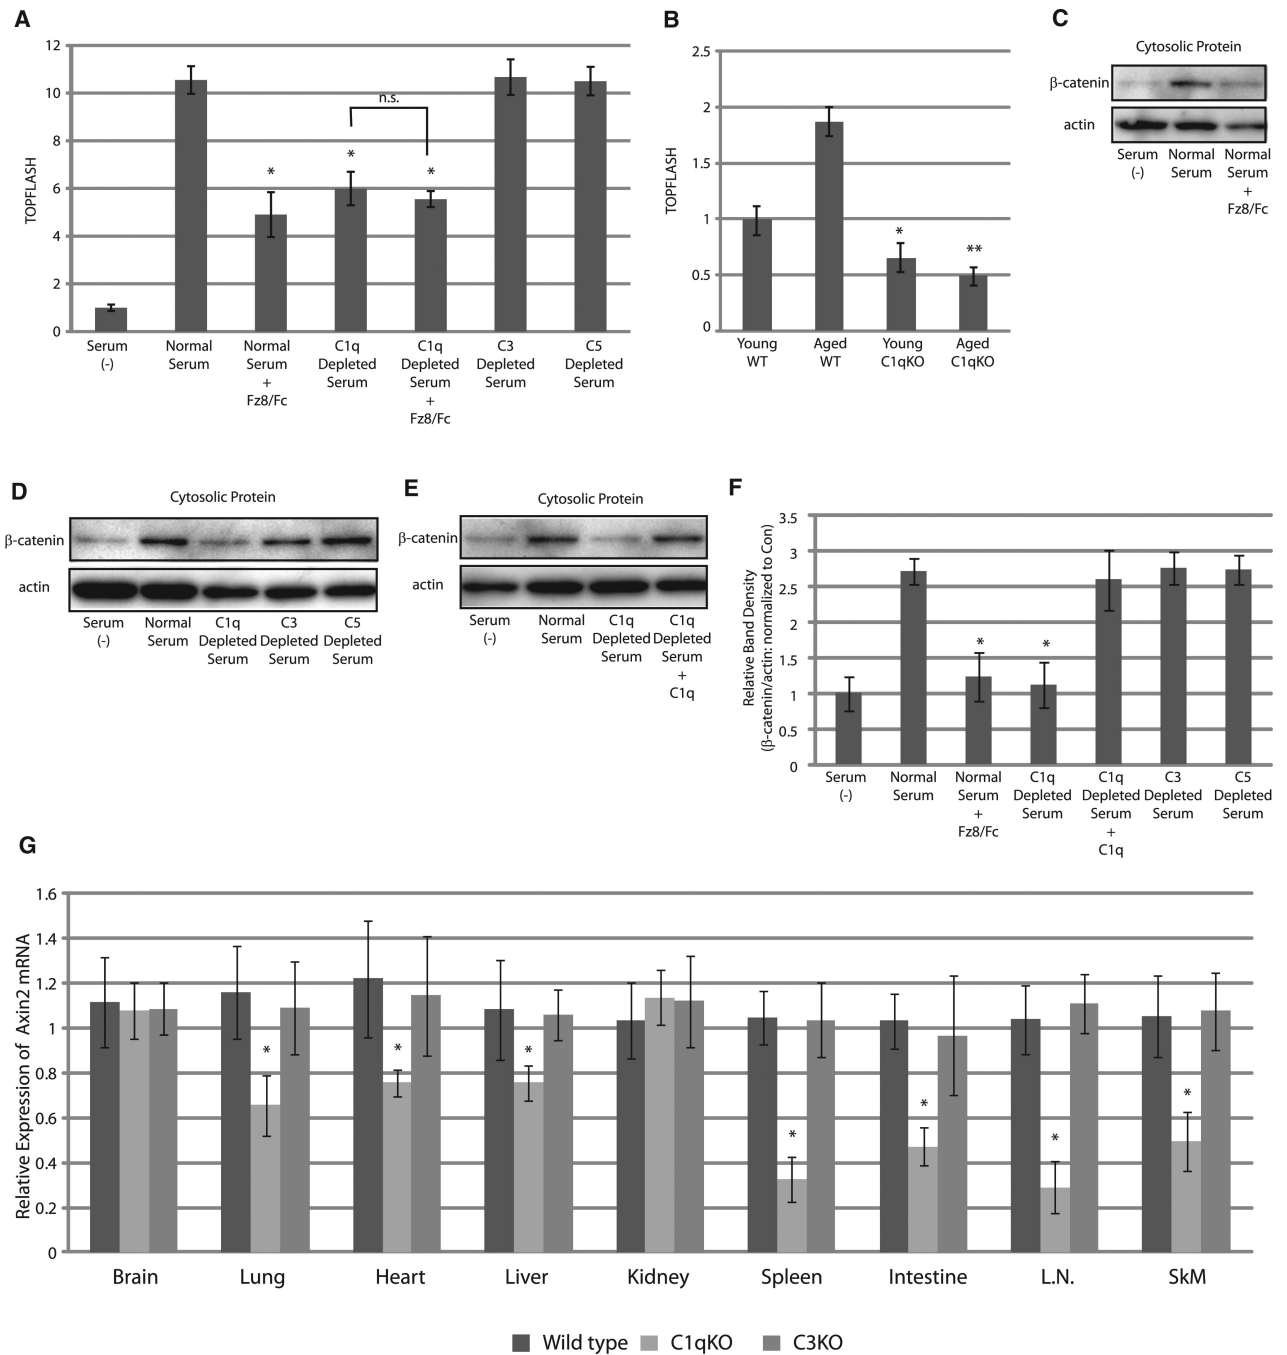 A
12
10
8
6
4
2
0
TOPFLASH
n.s.
*
*
*
Serum
(-)
Normal
Serum
Normal
Serum
+
Fz8/Fc
C1q
Depleted
Serum
C1q
Depleted
Serum
+
Fz8/Fc
C3
Depleted
Serum
C5
Depleted
Serum
B
2.5
2
1.5
1
0.5
0
TOPFLASH
*
**
Young
WT
Aged
WT
Young
C1qKO
Aged
C1qKO
C
Cytosolic Protein
β-catenin
actin
Serum
(-)
Normal
Serum
Normal
Serum
+
Fz8/Fc
D
Cytosolic Protein
β-catenin
actin
Serum
(-)
Normal
Serum
C1q
Depleted
Serum
C3
Depleted
Serum
C5
Depleted
Serum
E
Cytosolic Protein
β-catenin
actin
Serum
(-)
Normal
Serum
C1q
Depleted
Serum
C1q
Depleted
Serum
+
C1q
F
3.5
3
2.5
2
1.5
1
0.5
0
Relative Band Density
(β-catenin/actin: normalized to Con)
*
*
Serum
(-)
Normal
Serum
Normal
Serum
+
Fz8/Fc
C1q
Depleted
Serum
C1q
Depleted
Serum
+
C1q
C3
Depleted
Serum
C5
Depleted
Serum
G
1.6
1.4
1.2
1
0.8
0.6
0.4
0.2
0
Relative Expression of Axin2 mRNA
*
*
*
*
*
*
*
Brain
Lung
Heart
Liver
Kidney
Spleen
Intestine
L.N.
SkM
Wild type
C1qKO
C3KO